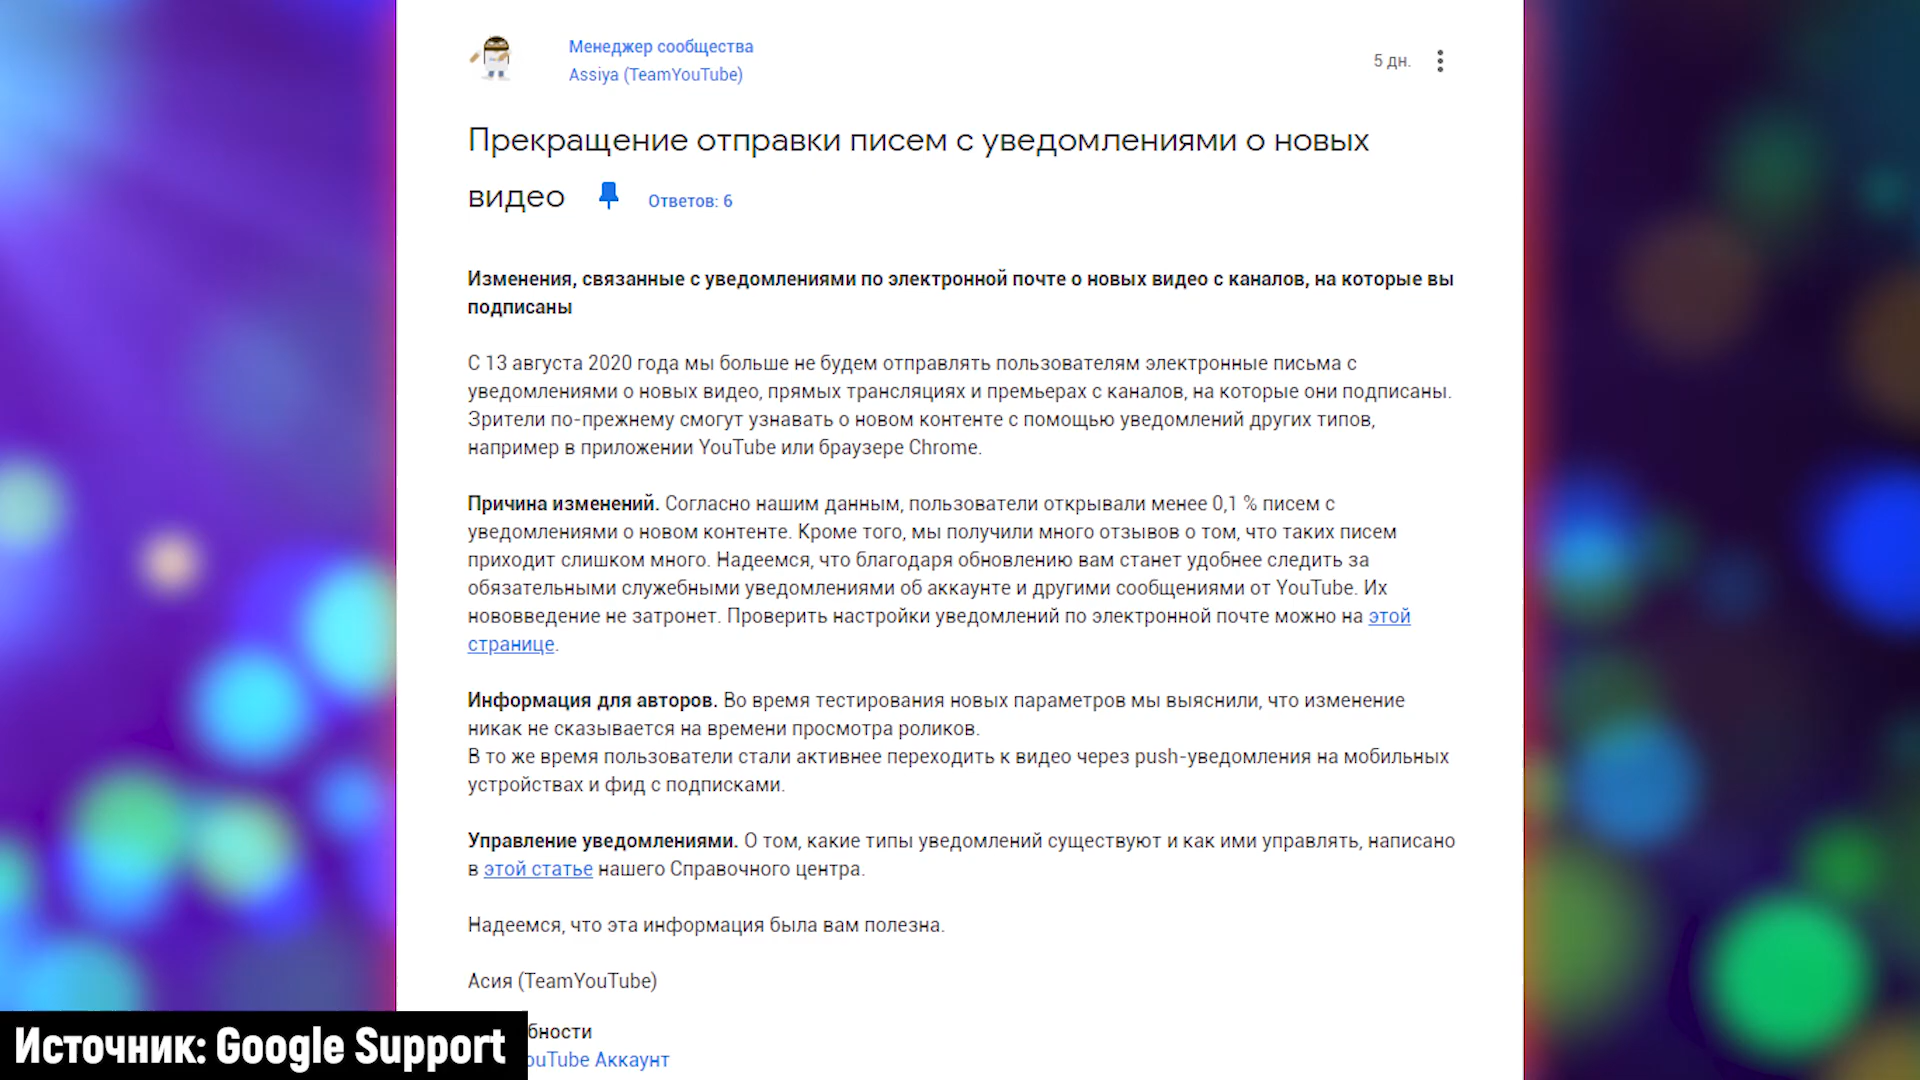 Менеджер сообщества
Assiya (TeamYouTube)
5 дн.
Прекращение отправки писем с уведомлениями о новых
видео
Ответов: 6
Изменения, связанные с уведомлениями по электронной почте о новых видео с каналов, на которые вы
подписаны
С 13 августа 2020 года мы больше не будем отправлять пользователям электронные письма с
уведомлениями о новых видео, прямых трансляциях и премьерах с каналов, на которые они подписаны.
Зрители по-прежнему смогут узнавать о новом контенте с помощью уведомлений других типов,
например в приложении YouTube или браузере Chrome.
Причина изменений. Согласно нашим данным, пользователи открывали менее 0,1 % писем с
уведомлениями о новом контенте. Кроме того, мы получили много отзывов о том, что таких писем
приходит слишком много. Надеемся, что благодаря обновлению вам станет удобнее следить за
обязательными служебными уведомлениями об аккаунте и другими сообщениями от YouTube. Их
нововведение не затронет. Проверить настройки уведомлений по электронной почте можно на этой
странице.
Информация для авторов. Во время тестирования новых параметров мы выяснили, что изменение
никак не сказывается на времени просмотра роликов.
В то же время пользователи стали активнее переходить к видео через push-уведомления на мобильных
устройствах и фид с подписками.
Управление уведомлениями. О том, какие типы уведомлений существуют и как ими управлять, написано
в этой статье нашего Справочного центра.
Надеемся, что эта информация была вам полезна.
Асия (TeamYouTube)
бности
ouTube Аккаунт
Источник: Google Support